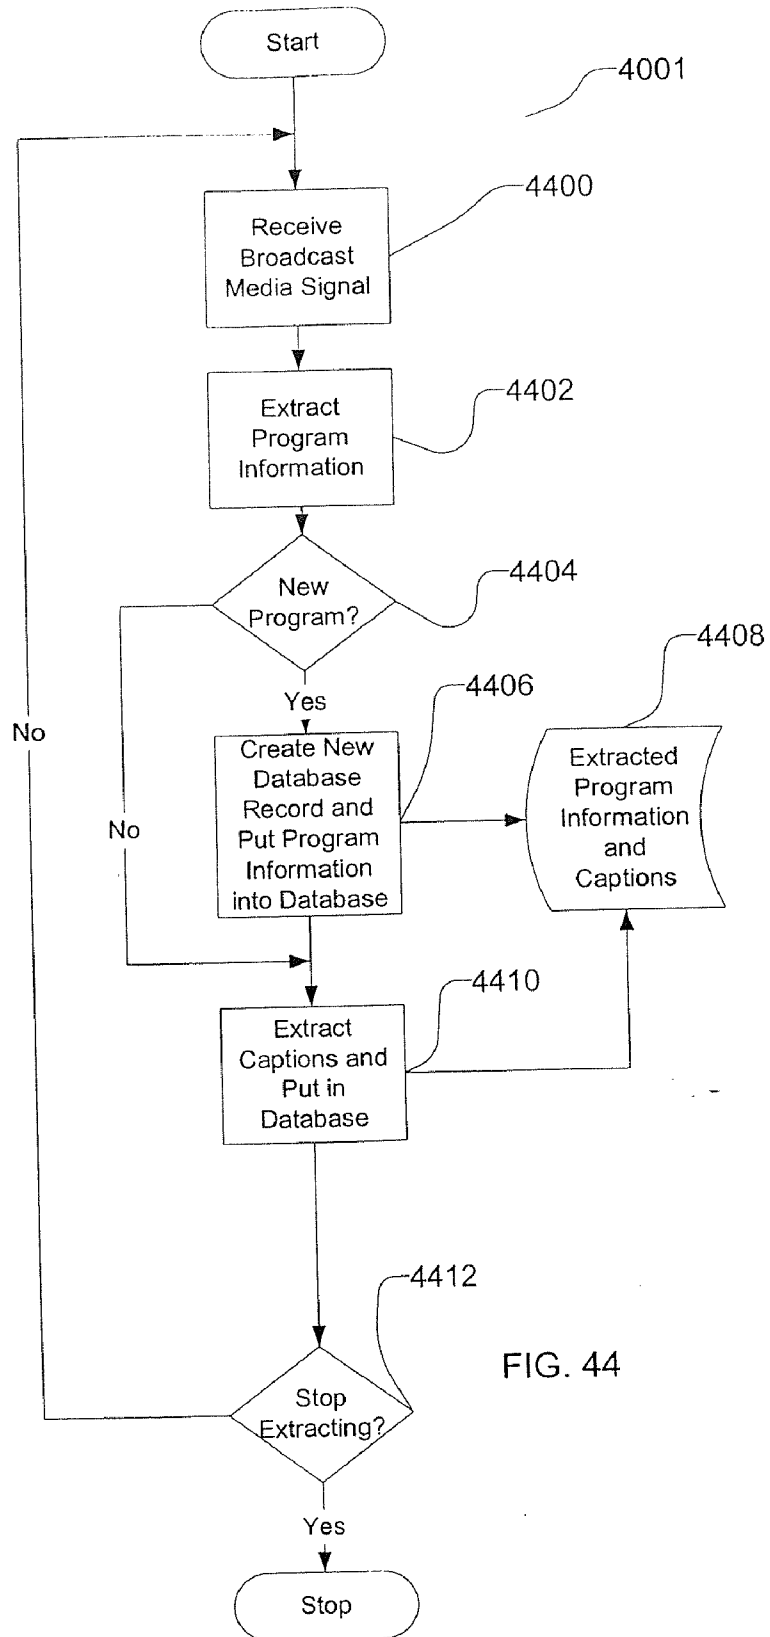 Start
4001
4400
Receive
Broadcast
Media Signal
4402
Extract
Program
Information
4404
New
Program?
4408
4406
Yes
No
Create New
Database
Record and
Put Program
Information
into Database
Extracted
Program
Information
and
Captions
No
4410
Extract
Captions and
Put in
Database
4412
FIG. 44
Stop
Extracting?
Yes
Stop